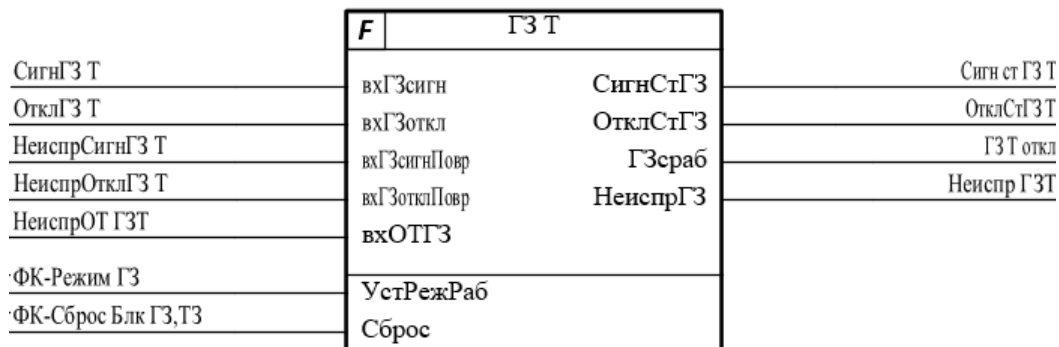 F ГЗ Т
СигнГЗ Т вхГЗсигн СигнСтГЗ Сигн ст ГЗ Т
ОтклГЗ Т вхГЗоткл ОтклСтГЗ ОтклСтГЗ Т
НеиспрСигнГЗ Т вхГЗсигнПовр ГЗсраб ГЗ Т откл
НеиспрОтклГЗ Т вхГЗотклПовр НеиспрГЗ Неиспр ГЗТ
НеиспрОТ ГЗТ вхОТГЗ
ФК-Режим ГЗ УстРежРаб
ФК-Сброс Блк ГЗ,ТЗ Сброс